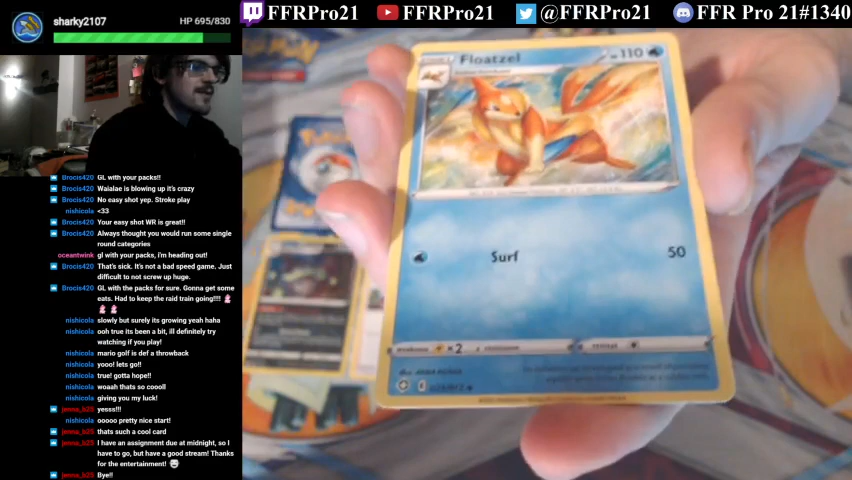 sharky2107
HP 695/830
FFRPro21
FFRPro21
@FFRPro21
FFR Pro 21#1340
Brocis420 GL with your packs!!
Brocis420 Waialae is blowing up it's crazy
Brocis420 No easy shot yep. Stroke play
nishicola <33
Brocis420 Your easy shot WR is great!!
Brocis420 Always thought you would run some single
round categories
oceantwink gl with your packs, i'm heading out!
Brocis420 That's sick. It's not a bad speed game. Just
difficult to not screw up huge.
Brocis420 GL with the packs for sure. Gonna get some
eats. Had to keep the raid train going!!!!
nishicola slowly but surely its growing yeah haha
nishicola ooh true its been a bit, ill definitely try
watching if you play!
nishicola mario golf is def a throwback
nishicola yooo! lets go!!
nishicola true! gotta hope!!
nishicola woaah thats so coool
nishicola giving you my luck!
yesss!!!
nishicola ooooo pretty nice start!
thats such a cool card
I have an assignment due at midnight, so I
have to go, but have a good stream! Thanks
for the entertainment!
Bye!!
Floatzel
110
Surf
50
×2